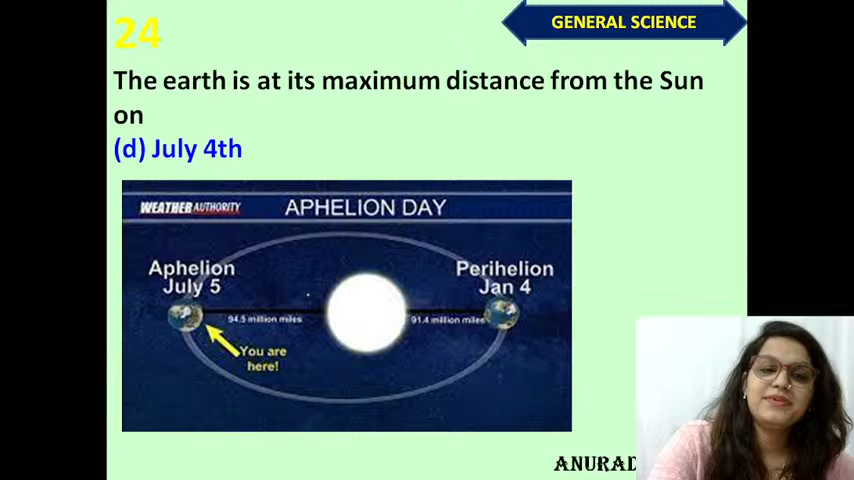 24
GENERAL SCIENCE
The earth is at its maximum distance from the Sun
on
(d) July 4th
WEATHER AUTHORITY
APHELION DAY
Aphelion
July 5
Perihelion
Jan 4
94.5 million miles
91.4 million miles
You are
here!
ANURAD